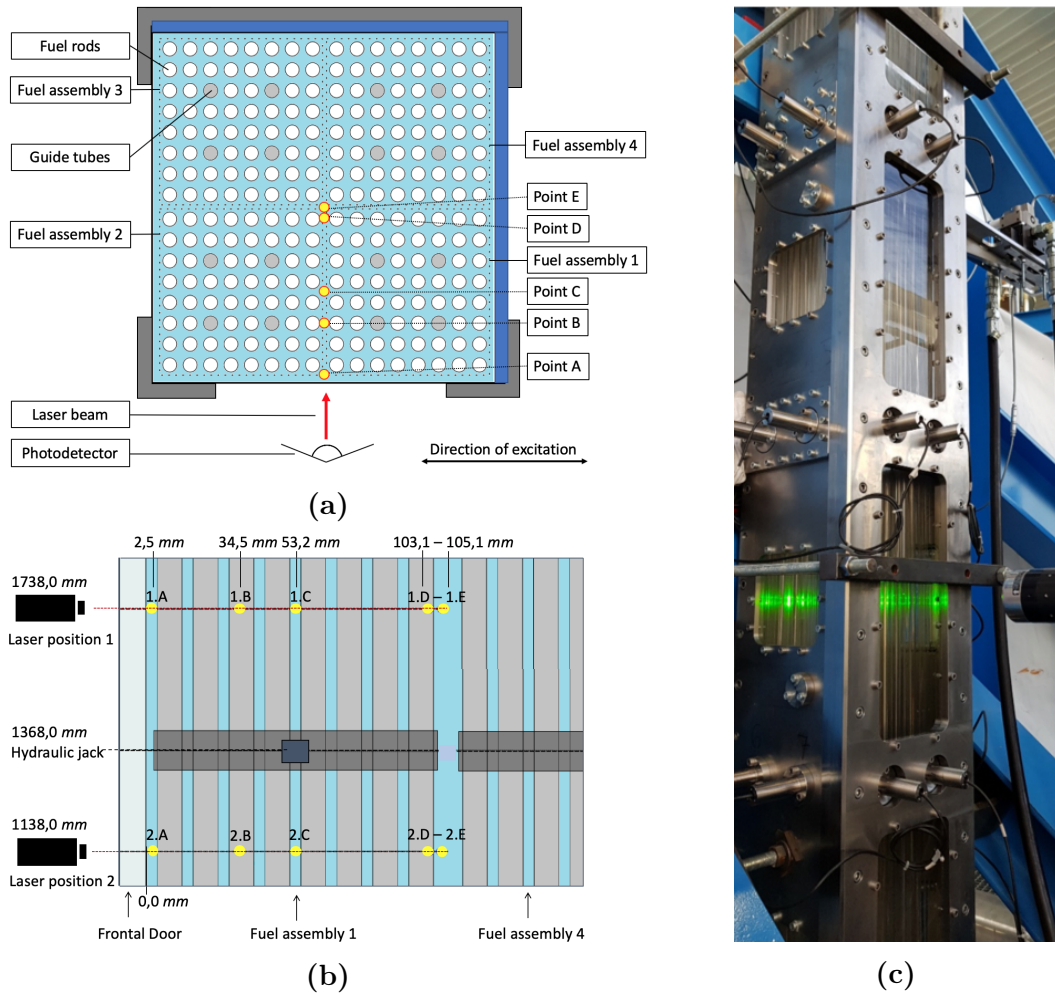 Fuel rods
Fuel assembly 3
Guide tubes
Fuel assembly 4
Point E
Fuel assembly 2
Point D
Fuel assembly 1
Point C
Point B
Point A
Laser beam
Photodetector
Direction of excitation
(a)
2,5 mm 34,5 mm 53,2 mm 103,1 – 105,1 mm
1738,0 mm
1.A 1.B 1.C 1.D – 1.E
Laser position 1
1368,0 mm
Hydraulic jack
1138,0 mm
2.A 2.B 2.C 2.D – 2.E
Laser position 2
0,0 mm
Frontal Door Fuel assembly 1 Fuel assembly 4
(b)
(c)